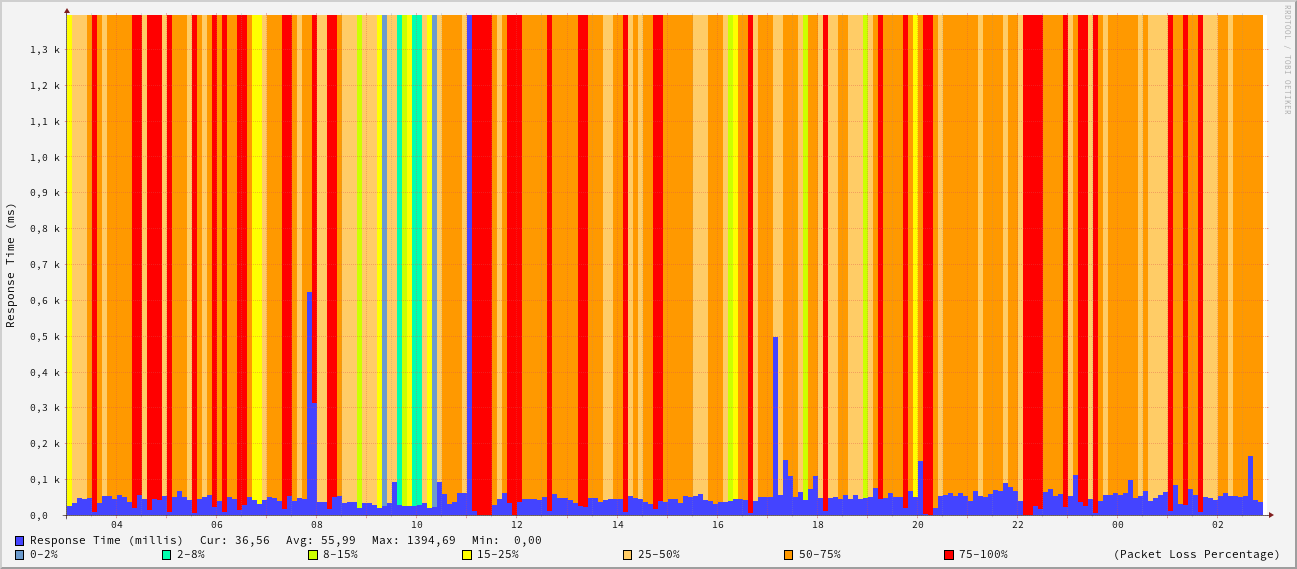 RRDTOOL / TOBI OETIKER
Response Time (ms)
1,3 k
1,2 k
1,1 k
1,0 k
0,9 k
0,8 k
0,7 k
0,6 k
0,5 k
0,4 k
0,3 k
0,2 k
0,1 k
0,0
04 06 08 10 12 14 16 18 20 22 00 02
Response Time (millis) Cur: 36,56 Avg: 55,99 Max: 1394,69 Min: 0,00
0-2% 2-8% 8-15% 15-25% 25-50% 50-75% 75-100% (Packet Loss Percentage)